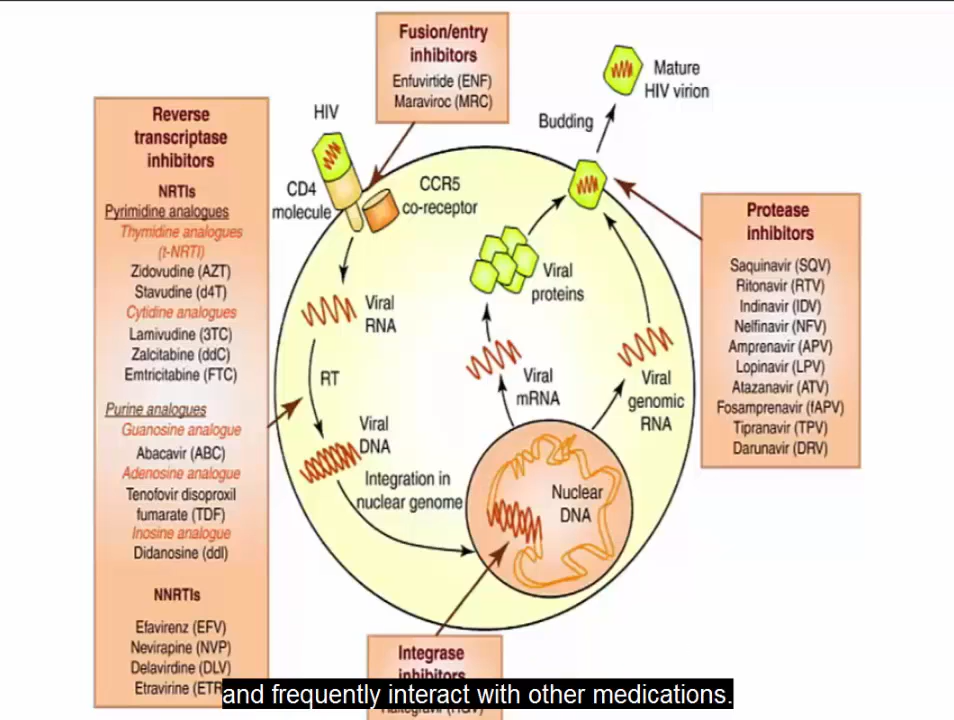 Fusion/entry
inhibitors
Enfuvirtide (ENF)
Maraviroc (MRC)
Mature
HIV virion
Budding
Reverse
transcriptase
inhibitors
NRTIs
Pyrimidine analogues
Thymidine analogues
(t-NRTI)
Zidovudine (AZT)
Stavudine (d4T)
Cytidine analogues
Lamivudine (3TC)
Zalcitabine (ddC)
Emtricitabine (FTC)
Purine analogues
Guanosine analogue
Abacavir (ABC)
Adenosine analogue
Tenofovir disoproxil
fumarate (TDF)
Inosine analogue
Didanosine (ddI)
NNRTIs
Efavirenz (EFV)
Nevirapine (NVP)
Delavirdine (DLV)
Etravirine (ETR
HIV
CD4
molecule
CCR5
co-receptor
Viral
RNA
RT
Viral
DNA
Integration in
nuclear genome
Viral
proteins
Viral
mRNA
Viral
genomic
RNA
Nuclear
DNA
Protease
inhibitors
Saquinavir (SQV)
Ritonavir (RTV)
Indinavir (IDV)
Nelfinavir (NFV)
Amprenavir (APV)
Lopinavir (LPV)
Atazanavir (ATV)
Fosamprenavir (fAPV)
Tipranavir (TPV)
Darunavir (DRV)
Integrase
inhibitors
and frequently interact with other medications.